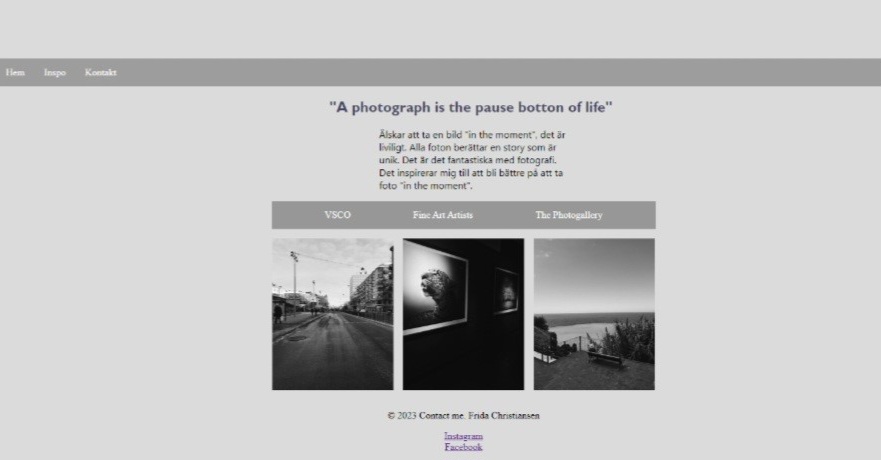 Hem Inspo Kontakt
"A photograph is the pause botton of life"
Älskar att ta en bild "in the moment", det är
liviligt. Alla foton berättar en story som är
unik. Det är det fantastiska med fotografi.
Det inspirerar mig till att bli bättre på att ta
foto "in the moment".
VSCO Fine Art Artists The Photogallery
© 2023 Contact me. Frida Christiansen
Instagram
Facebook